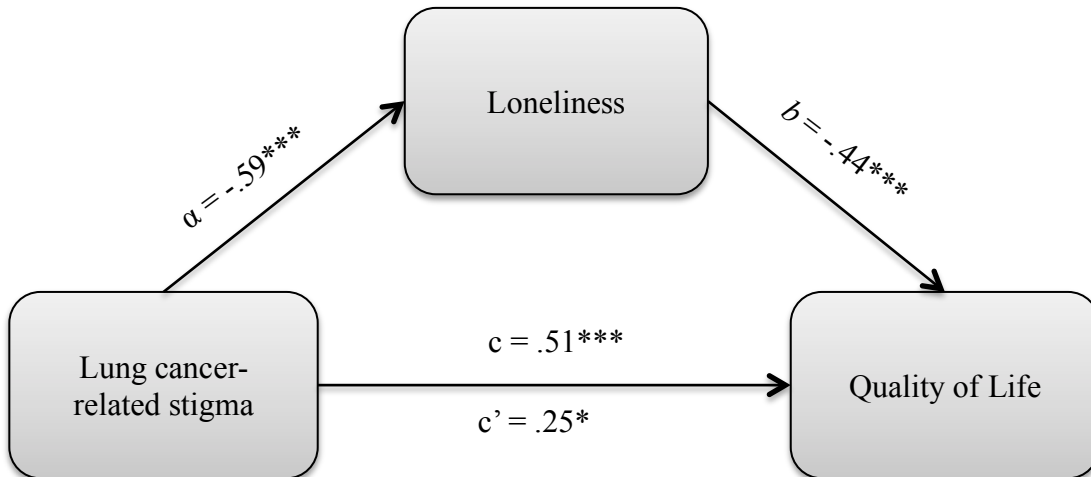 Loneliness
α = -.59***
b = -.44***
Lung cancer-
related stigma
c = .51***
c’ = .25*
Quality of Life